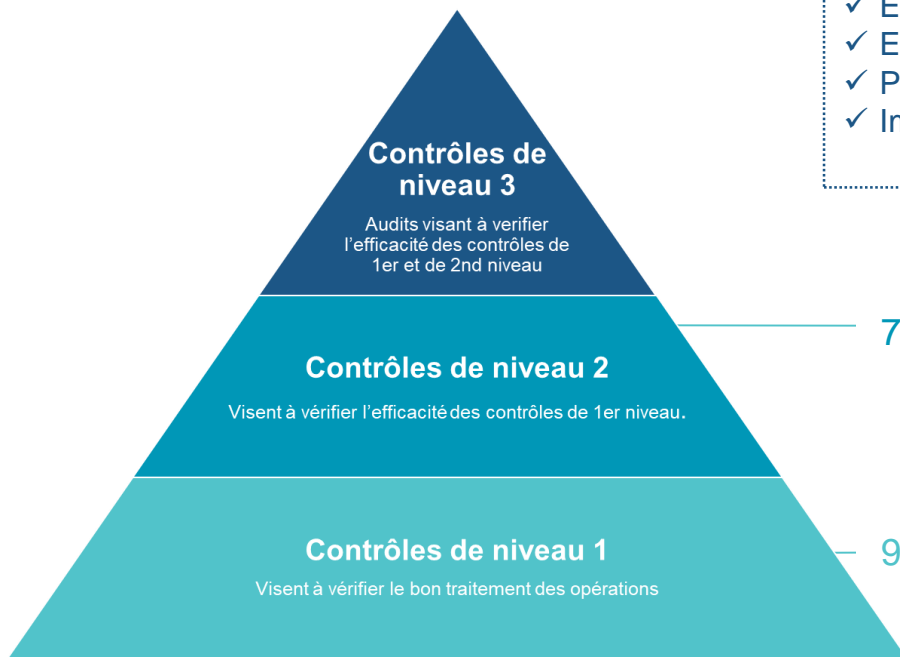 Contrôles de
niveau 3
Audits visant à verifier
l’efficacité des contrôles de
1er et de 2nd niveau
7
Contrôles de niveau 2
Visent à vérifier l’efficacité des contrôles de 1er niveau.
Contrôles de niveau 1
9
Visent à vérifier le bon traitement des opérations